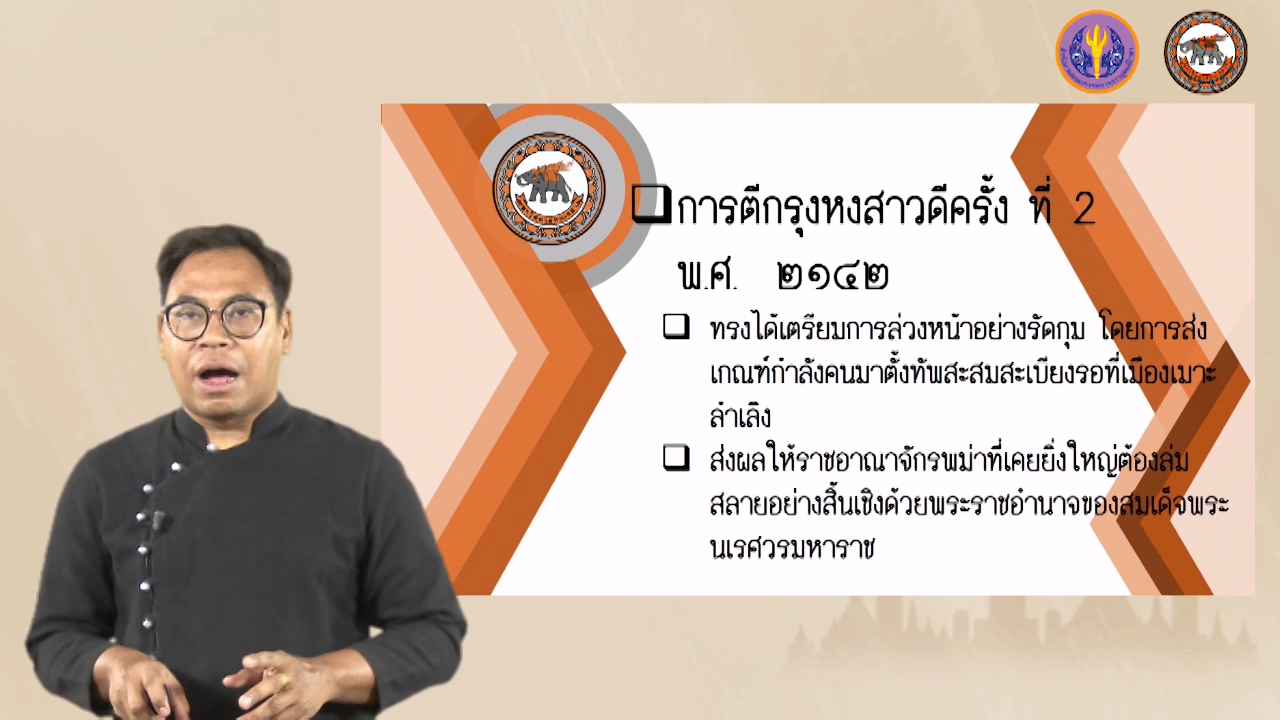 การตีกรุงหงสาวดีครั้ง ที่ 2
พ.ศ. ๒๑๔๒
ทรงได้เตรียมการล่วงหน้าอย่างรัดกุม โดยการส่ง
เกณฑ์กำลังคนมาตั้งทัพสะสมสะเบียงรอที่เมืองเมาะ
ลำเลิง
ส่งผลให้ราชอาณาจักรพม่าที่เคยยิ่งใหญ่ต้องล่ม
สลายอย่างสิ้นเชิงด้วยพระราชอำนาจของสมเด็จพระ
นเรศวรมหาราช